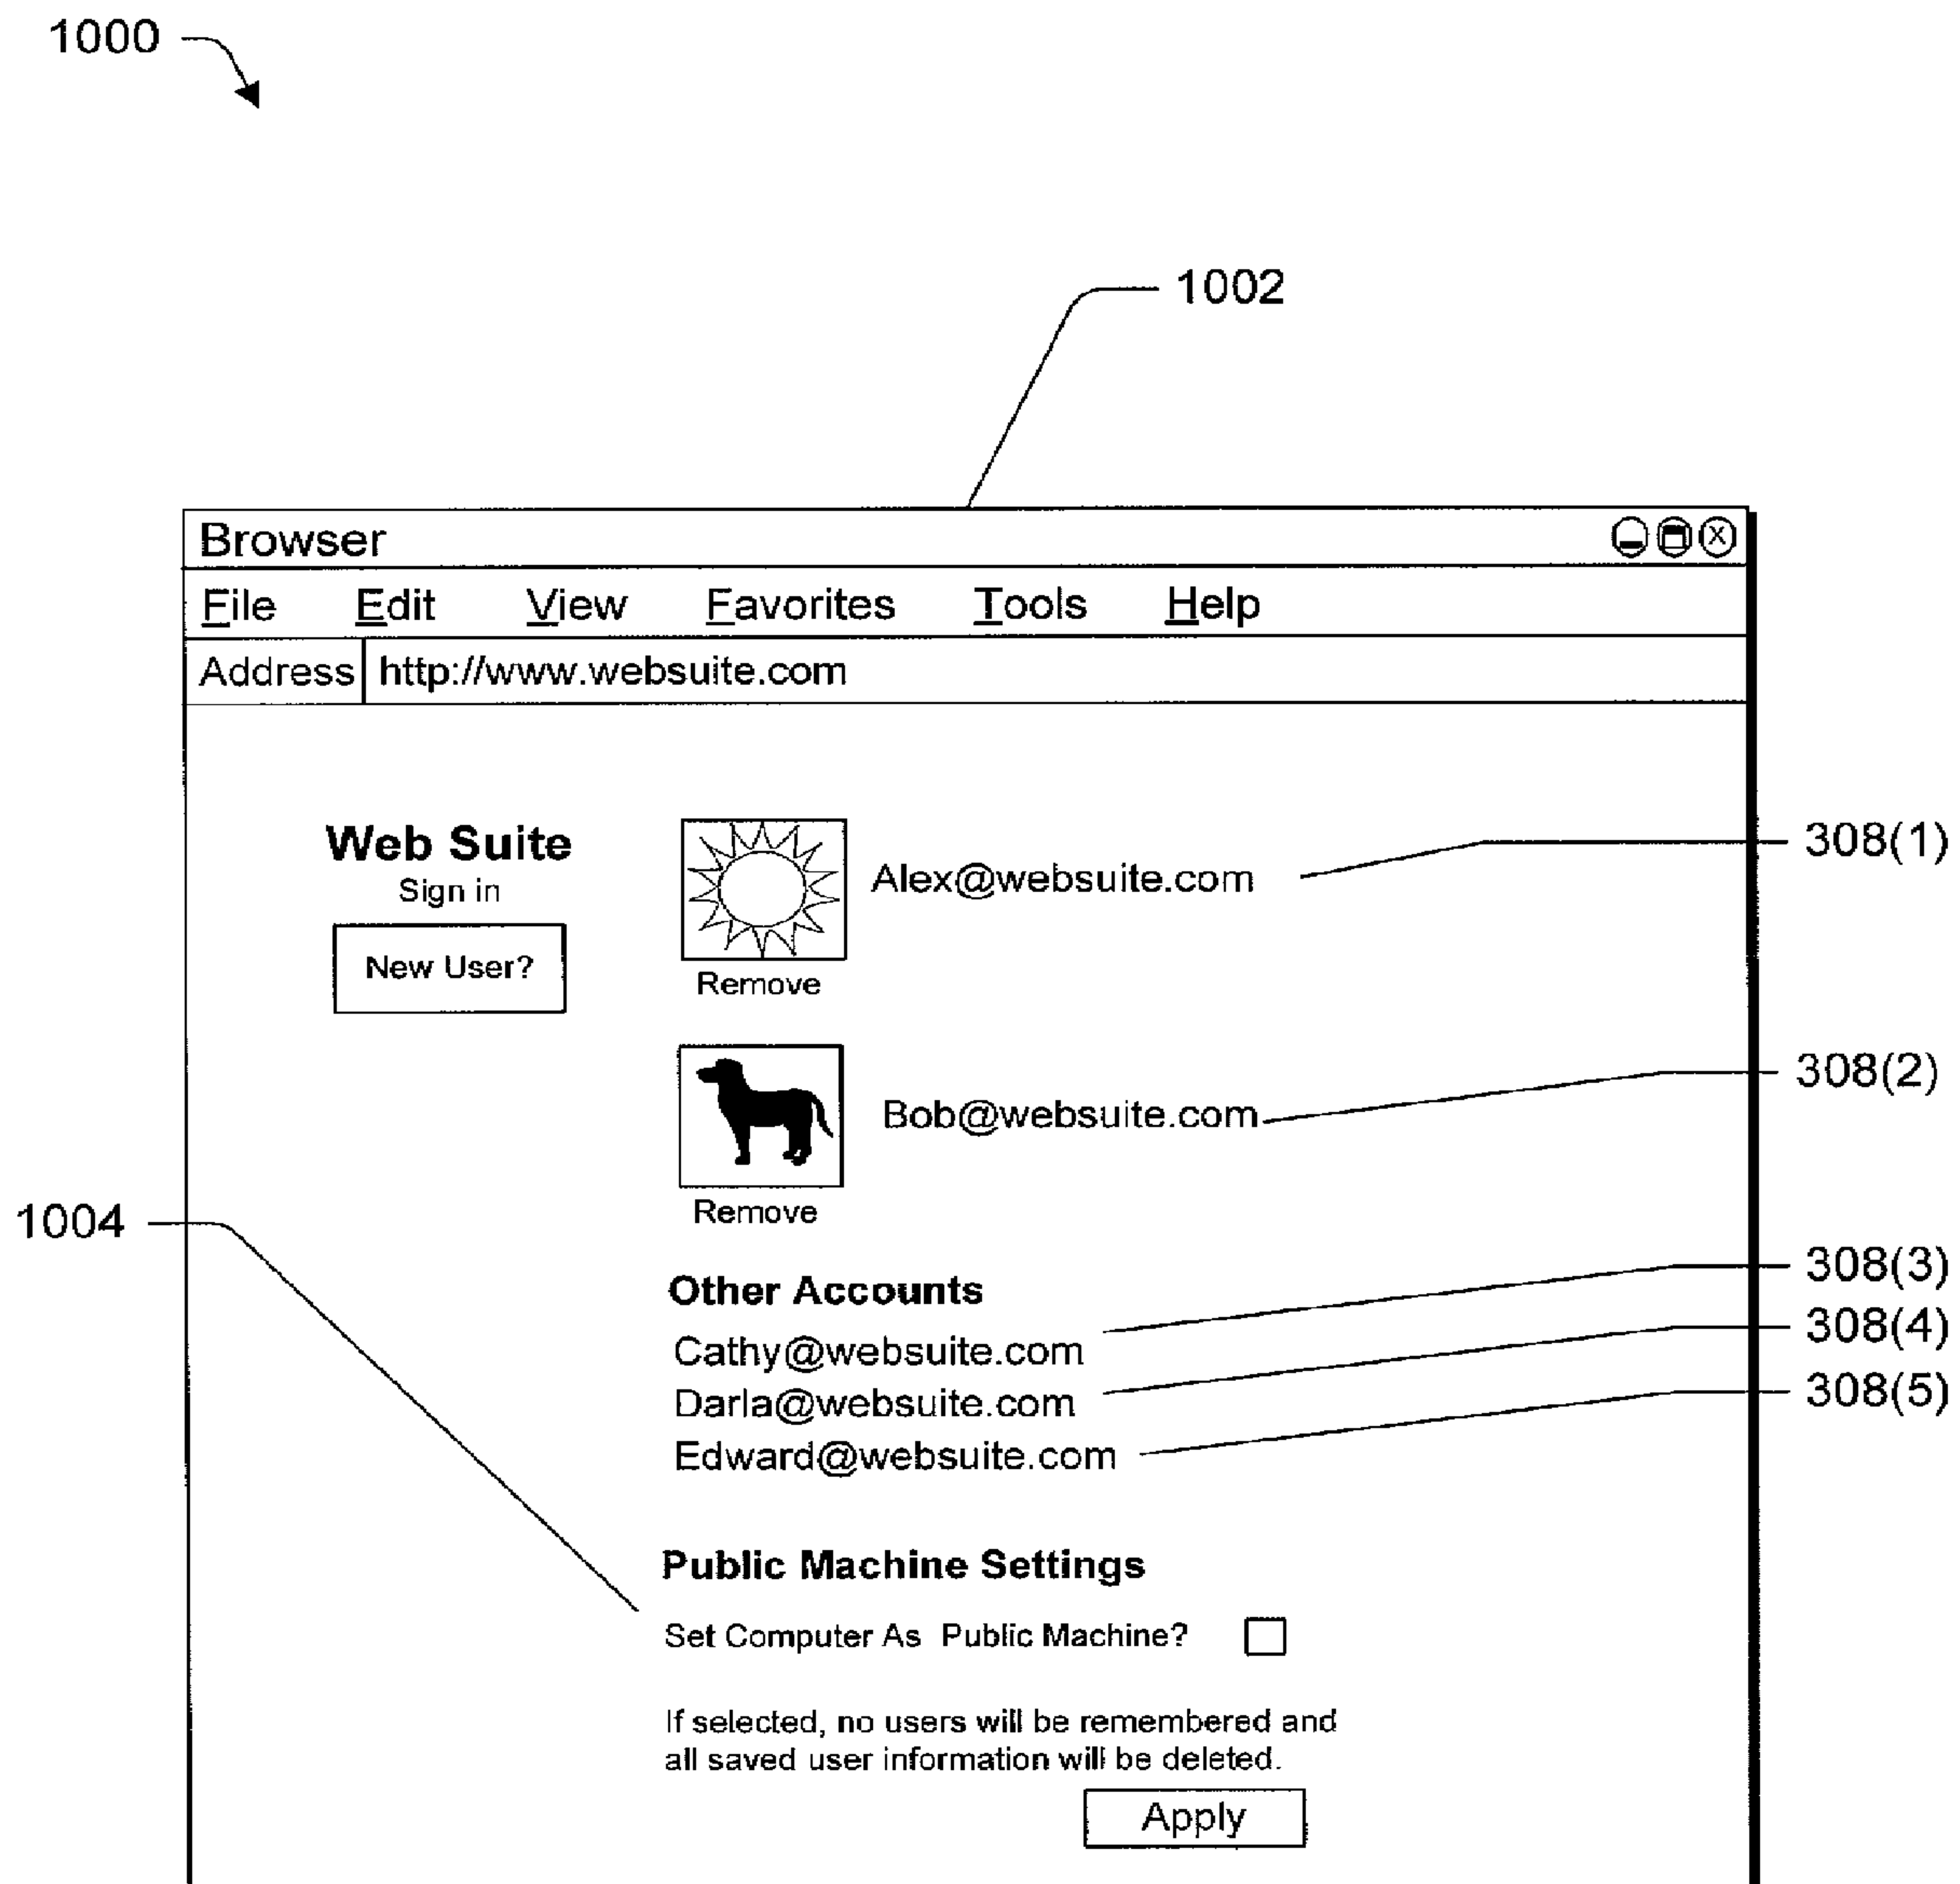 1000
1002
Browser
File Edit View Favorites Tools Help
Address http://www.websuite.com
Web Suite
Sign in
New User?
Alex@websuite.com
308(1)
Remove
Bob@websuite.com
308(2)
Remove
1004
Other Accounts
308(3)
Cathy@websuite.com
308(4)
Darla@websuite.com
308(5)
Edward@websuite.com
Public Machine Settings
Set Computer As Public Machine?
If selected, no users will be remembered and
all saved user information will be deleted.
Apply